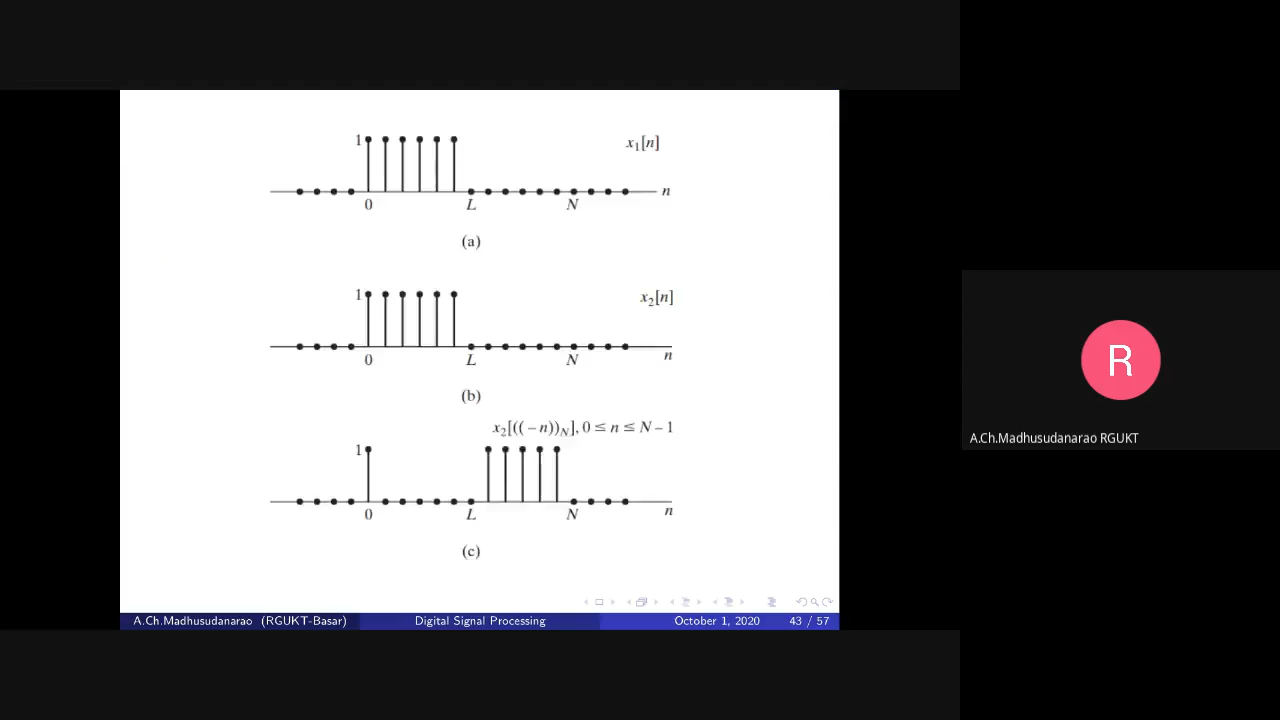 1
x₁[n]
0 L N n
(a)
1
x₂[n]
0 L N n
(b)
x₂[((–n))_N], 0 ≤ n ≤ N – 1
1
0 L N n
(c)
A.Ch.Madhusudanarao (RGUKT-Basar) Digital Signal Processing October 1, 2020 43 / 57
R
A.Ch.Madhusudanarao RGUKT